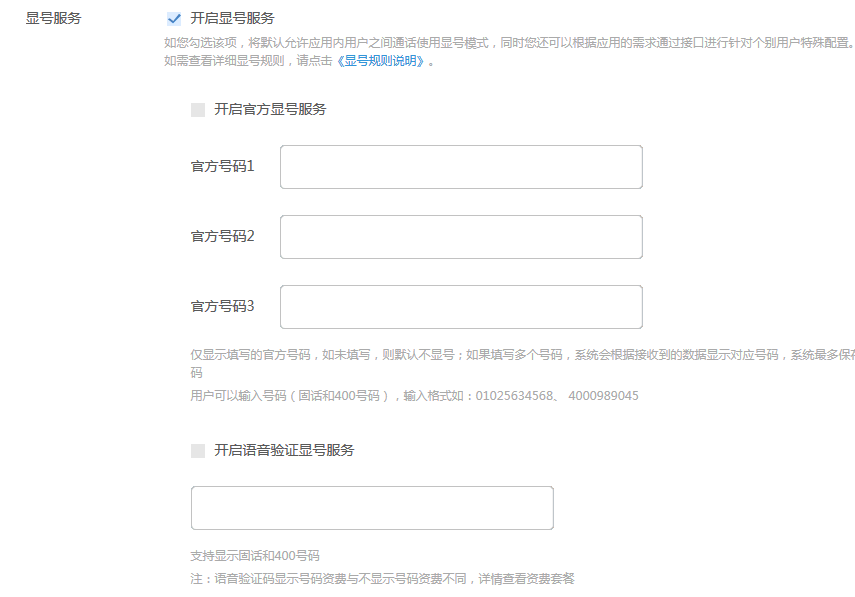 显号服务
开启显号服务
如您勾选该项，将默认允许应用内用户之间通话使用显号模式，同时您还可以根据应用的需求通过接口进行针对个别用户特殊配置。
如需查看详细显号规则，请点击《显号规则说明》。
开启官方显号服务
官方号码1
官方号码2
官方号码3
仅显示填写的官方号码，如未填写，则默认不显号；如果填写多个号码，系统会根据接收到的数据显示对应号码，系统最多保存
码
用户可以输入号码（固话和400号码），输入格式如：01025634568、 4000989045
开启语音验证显号服务
支持显示固话和400号码
注：语音验证码显示号码资费与不显示号码资费不同，详情查看资费套餐